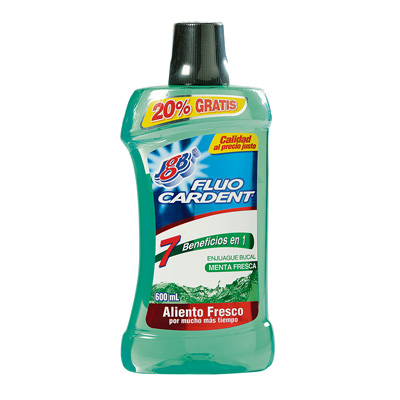 20% GRATIS
Calidad
al precio justo
JGB
FLUO
CARDENT
7 Beneficios en 1
ENJUAGUE BUCAL
MENTA FRESCA
600 mL
Aliento Fresco
por mucho más tiempo